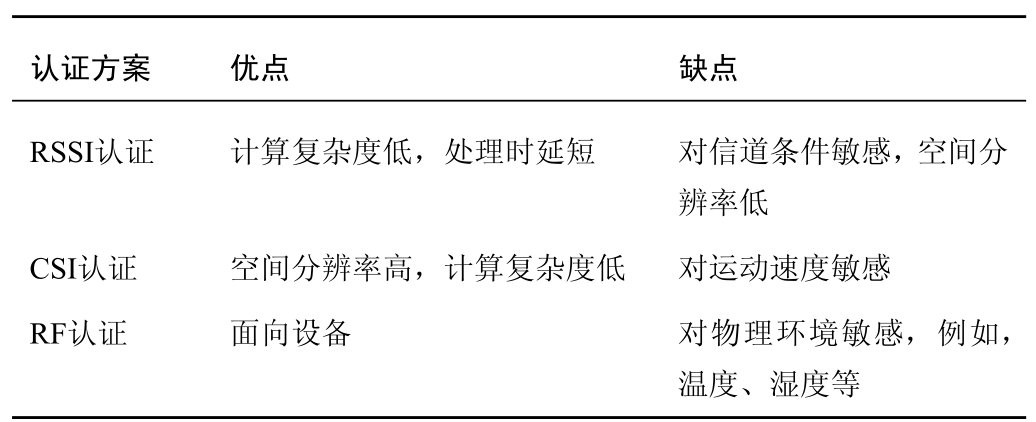 认证方案 优点 缺点
RSSI认证 计算复杂度低，处理时延短 对信道条件敏感，空间分
辨率低
CSI认证 空间分辨率高，计算复杂度低 对运动速度敏感
RF认证 面向设备 对物理环境敏感，例如，
温度、湿度等